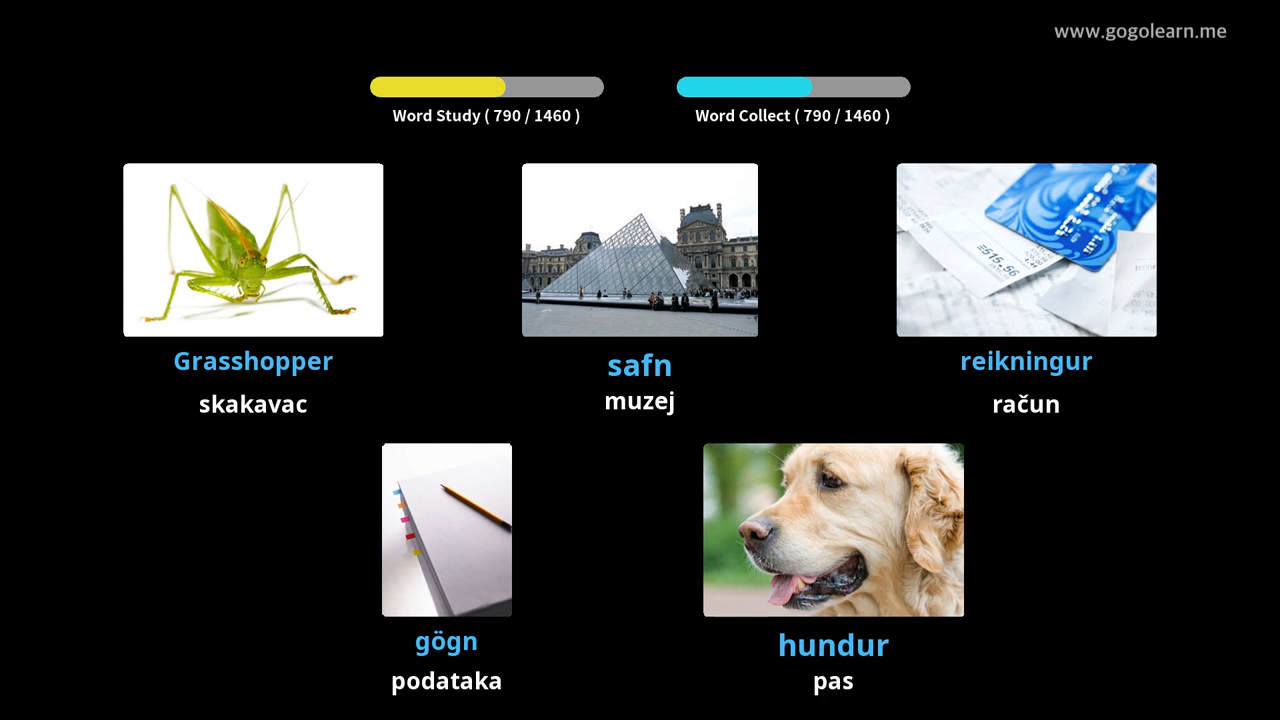 www.gogolearn.me
Word Study ( 790 / 1460 )
Word Collect ( 790 / 1460 )
Grasshopper
skakavac
safn
muzej
reikningur
račun
gögn
podataka
hundur
pas